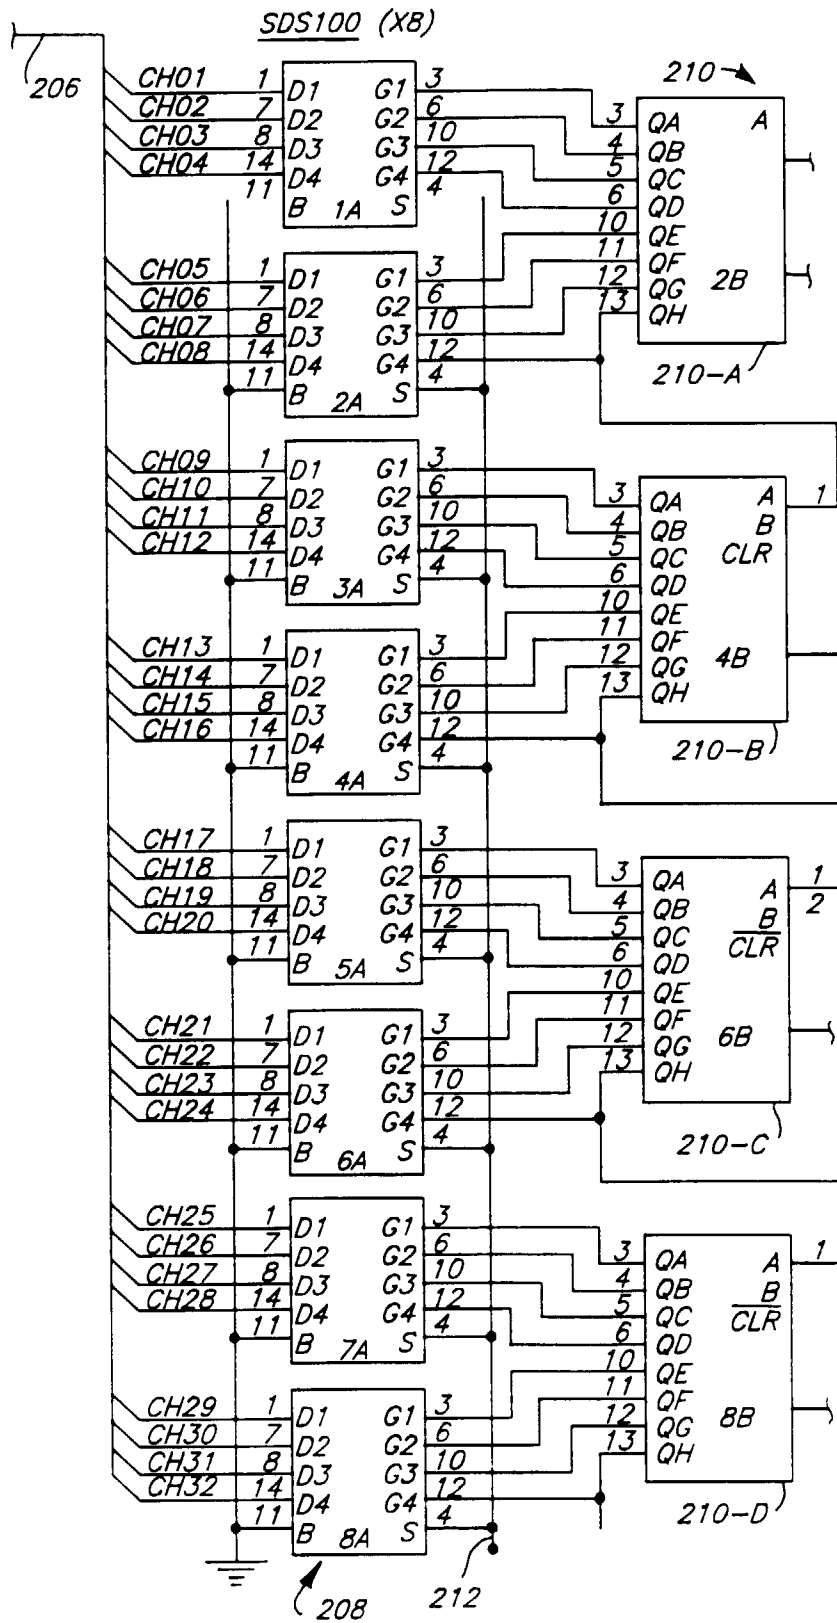 SDS100 (X8)
206
210
CH01 1 D1 G1 3
CH02 7 D2 G2 6
CH03 8 D3 G3 10
CH04 14 D4 G4 12
11 B 1A S 4
3 QA A
4 QB
5 QC
6 QD
10 QE
11 QF
12 QG 2B
13 QH
210-A
CH05 1 D1 G1 3
CH06 7 D2 G2 6
CH07 8 D3 G3 10
CH08 14 D4 G4 12
11 B 2A S 4
CH09 1 D1 G1 3
CH10 7 D2 G2 6
CH11 8 D3 G3 10
CH12 14 D4 G4 12
11 B 3A S 4
3 QA A 1
4 QB B
5 QC CLR
6 QD
10 QE
11 QF
12 QG 4B
13 QH
210-B
CH13 1 D1 G1 3
CH14 7 D2 G2 6
CH15 8 D3 G3 10
CH16 14 D4 G4 12
11 B 4A S 4
CH17 1 D1 G1 3
CH18 7 D2 G2 6
CH19 8 D3 G3 10
CH20 14 D4 G4 12
11 B 5A S 4
3 QA A 1
4 QB B 2
5 QC CLR
6 QD
10 QE
11 QF
12 QG 6B
13 QH
210-C
CH21 1 D1 G1 3
CH22 7 D2 G2 6
CH23 8 D3 G3 10
CH24 14 D4 G4 12
11 B 6A S 4
CH25 1 D1 G1 3
CH26 7 D2 G2 6
CH27 8 D3 G3 10
CH28 14 D4 G4 12
11 B 7A S 4
3 QA A 1
4 QB B
5 QC CLR
6 QD
10 QE
11 QF
12 QG 8B
13 QH
210-D
CH29 1 D1 G1 3
CH30 7 D2 G2 6
CH31 8 D3 G3 10
CH32 14 D4 G4 12
11 B 8A S 4
208
212